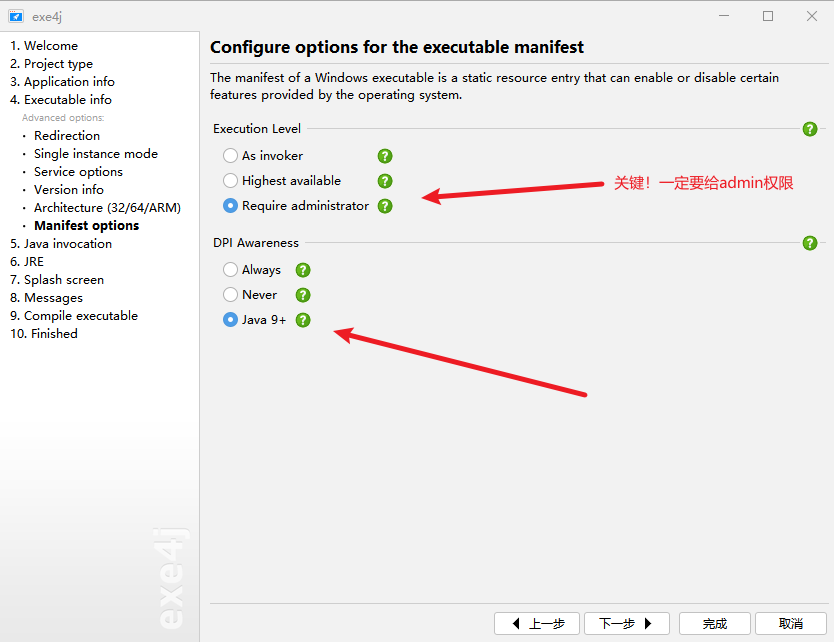 exe4j
1. Welcome
2. Project type
3. Application info
4. Executable info
Advanced options:
· Redirection
· Single instance mode
· Service options
· Version info
· Architecture (32/64/ARM)
· Manifest options
5. Java invocation
6. JRE
7. Splash screen
8. Messages
9. Compile executable
10. Finished
exe4j
Configure options for the executable manifest
The manifest of a Windows executable is a static resource entry that can enable or disable certain
features provided by the operating system.
Execution Level
As invoker
Highest available
Require administrator
关键！一定要给admin权限
DPI Awareness
Always
Never
Java 9+
上一步
下一步
完成
取消